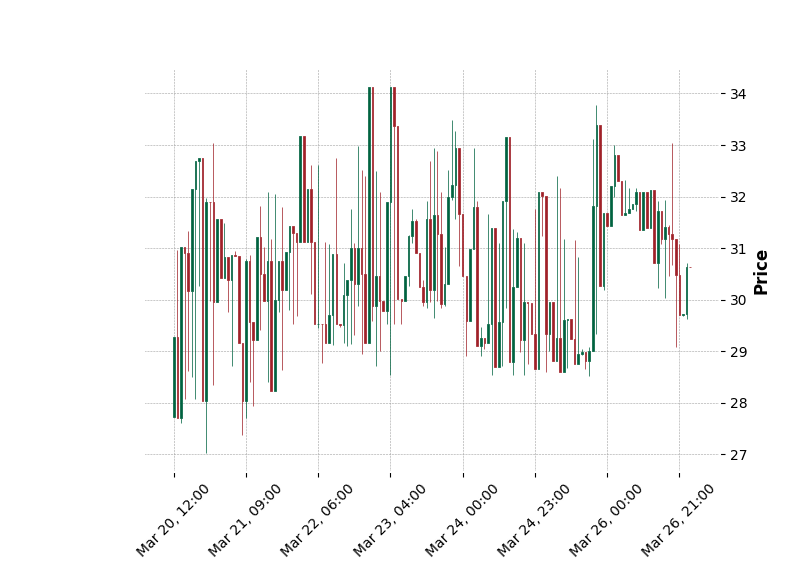 34
33
32
31
30
29
28
27
Price
Mar 20, 12:00
Mar 21, 09:00
Mar 22, 06:00
Mar 23, 04:00
Mar 24, 00:00
Mar 24, 23:00
Mar 26, 00:00
Mar 26, 21:00